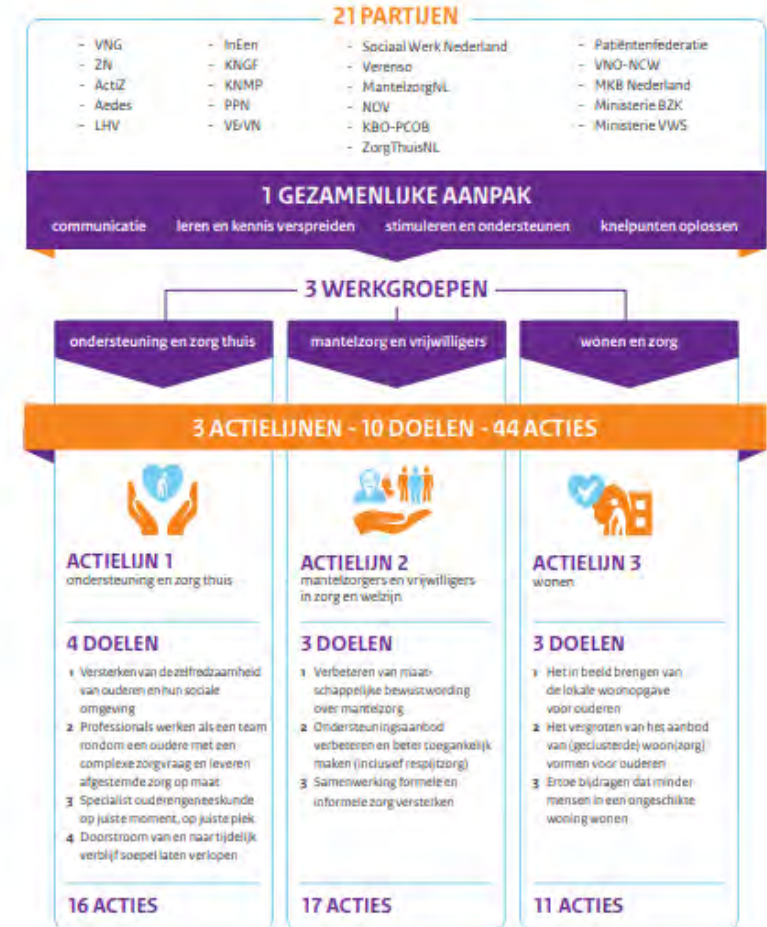 21 PARTIJEN
- VNG
- ZN
- ActiZ
- Aedes
- LHV
- InEen
- KNGF
- KNMP
- PPN
- V&VN
- Sociaal Werk Nederland
- Verenso
- MantelzorgNL
- NOV
- KBO-PCOB
- ZorgThuisNL
- Patiëntenfederatie
- VNO-NCW
- MKB Nederland
- Ministerie BZK
- Ministerie VWS
1 GEZAMENLIJKE AANPAK
communicatie leren en kennis verspreiden stimuleren en ondersteunen knelpunten oplossen
3 WERKGROEPEN
ondersteuning en zorg thuis
mantelzorg en vrijwilligers
wonen en zorg
3 ACTIELIJNEN - 10 DOELEN - 44 ACTIES
ACTIELIJN 1
ondersteuning en zorg thuis
4 DOELEN
1 Versterken van de zelfredzaamheid
van ouderen en hun sociale
omgeving
2 Professionals werken als een team
rondom een oudere met een
complexe zorgvraag en leveren
afgestemde zorg op maat
3 Specialist ouderengeneeskunde
op juiste moment, op juiste plek
4 Doorstroom van en naar tijdelijk
verblijf soepel laten verlopen
16 ACTIES
ACTIELIJN 2
mantelzorgers en vrijwilligers
in zorg en welzijn
3 DOELEN
1 Verbeteren van maat-
schappelijke bewustwording
over mantelzorg
2 Ondersteuningsaanbod
verbeteren en beter toegankelijk
maken (inclusief respijtzorg)
3 Samenwerking formele en
informele zorg versterken
17 ACTIES
ACTIELIJN 3
wonen
3 DOELEN
1 Het in beeld brengen van
de lokale woonopgave
voor ouderen
2 Het vergroten van het aanbod
van (geclusterde) woon(zorg)
vormen voor ouderen
3 Ertoe bijdragen dat minder
mensen in een ongeschikte
woning wonen
11 ACTIES